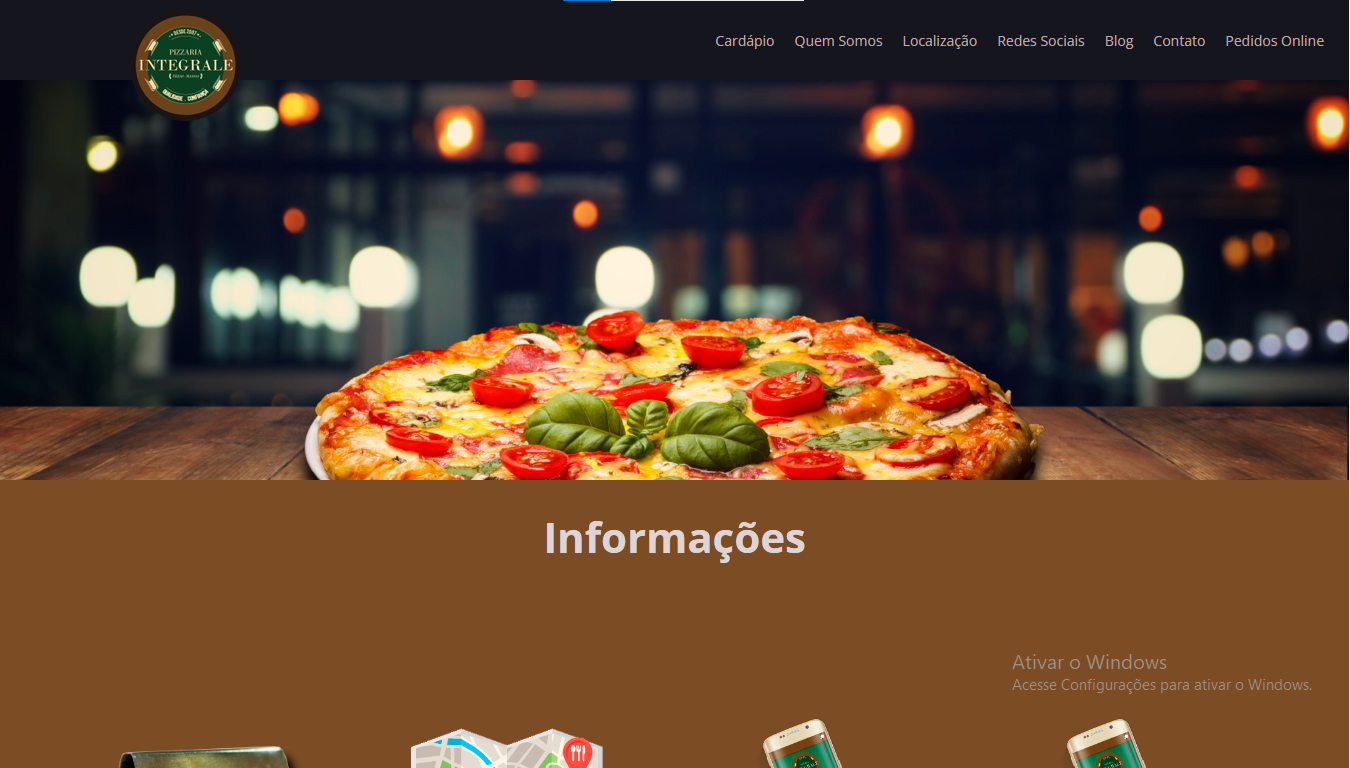 Cardápio Quem Somos Localização Redes Sociais Blog Contato Pedidos Online
DESDE 2007
PIZZARIA
INTEGRALE
QUALIDADE CONFIANÇA
Informações
Ativar o Windows
Acesse Configurações para ativar o Windows.